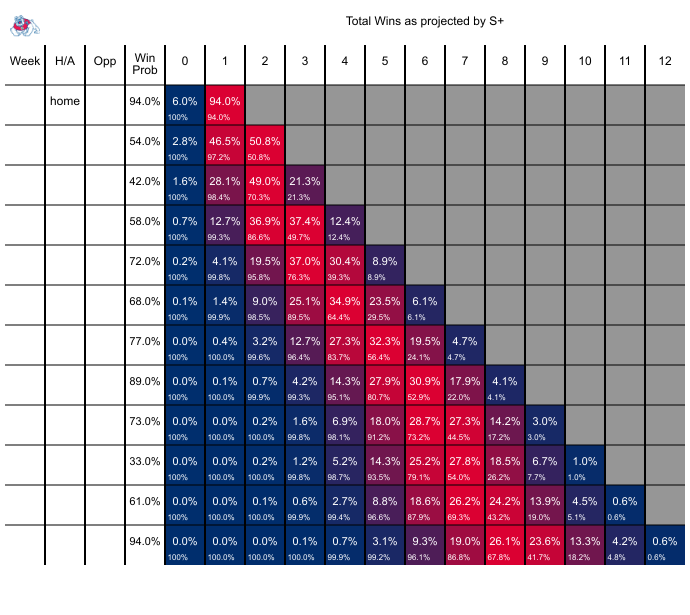 Total Wins as projected by S+
Week H/A Opp Win Prob 0 1 2 3 4 5 6 7 8 9 10 11 12
home 94.0% 6.0% 94.0%
100% 94.0%
54.0% 2.8% 46.5% 50.8%
100% 97.2% 50.8%
42.0% 1.6% 28.1% 49.0% 21.3%
100% 98.4% 70.3% 21.3%
58.0% 0.7% 12.7% 36.9% 37.4% 12.4%
100% 99.3% 86.6% 49.7% 12.4%
72.0% 0.2% 4.1% 19.5% 37.0% 30.4% 8.9%
100% 99.8% 95.8% 76.3% 39.3% 8.9%
68.0% 0.1% 1.4% 9.0% 25.1% 34.9% 23.5% 6.1%
100% 99.9% 98.5% 89.5% 64.4% 29.5% 6.1%
77.0% 0.0% 0.4% 3.2% 12.7% 27.3% 32.3% 19.5% 4.7%
100% 100.0% 99.6% 96.4% 83.7% 56.4% 24.1% 4.7%
89.0% 0.0% 0.1% 0.7% 4.2% 14.3% 27.9% 30.9% 17.9% 4.1%
100% 100.0% 99.9% 99.3% 95.1% 80.7% 52.9% 22.0% 4.1%
73.0% 0.0% 0.0% 0.2% 1.6% 6.9% 18.0% 28.7% 27.3% 14.2% 3.0%
100% 100.0% 100.0% 99.8% 98.1% 91.2% 73.2% 44.5% 17.2% 3.0%
33.0% 0.0% 0.0% 0.2% 1.2% 5.2% 14.3% 25.2% 27.8% 18.5% 6.7% 1.0%
100% 100.0% 100.0% 99.8% 98.7% 93.5% 79.1% 54.0% 26.2% 7.7% 1.0%
61.0% 0.0% 0.0% 0.1% 0.6% 2.7% 8.8% 18.6% 26.2% 24.2% 13.9% 4.5% 0.6%
100% 100.0% 100.0% 99.9% 99.4% 96.6% 87.9% 69.3% 43.2% 19.0% 5.1% 0.6%
94.0% 0.0% 0.0% 0.0% 0.1% 0.7% 3.1% 9.3% 19.0% 26.1% 23.6% 13.3% 4.2% 0.6%
100% 100.0% 100.0% 100.0% 99.9% 99.2% 96.1% 86.8% 67.8% 41.7% 18.2% 4.8% 0.6%